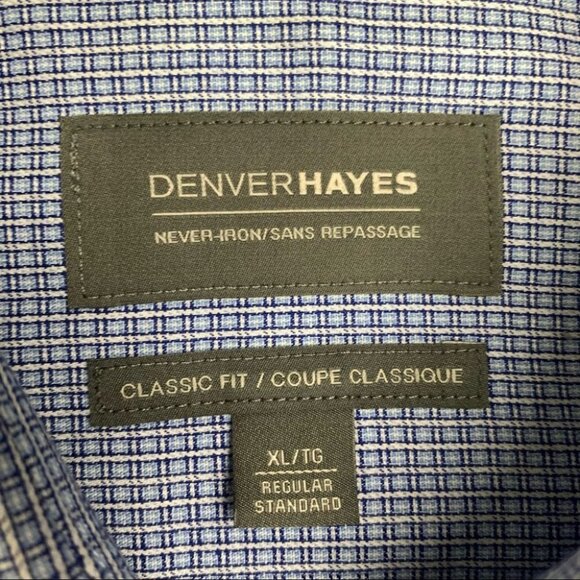 DENVERHAYES
NEVER-IRON/SANS REPASSAGE
CLASSIC FIT / COUPE CLASSIQUE
XL/TG
REGULAR
STANDARD